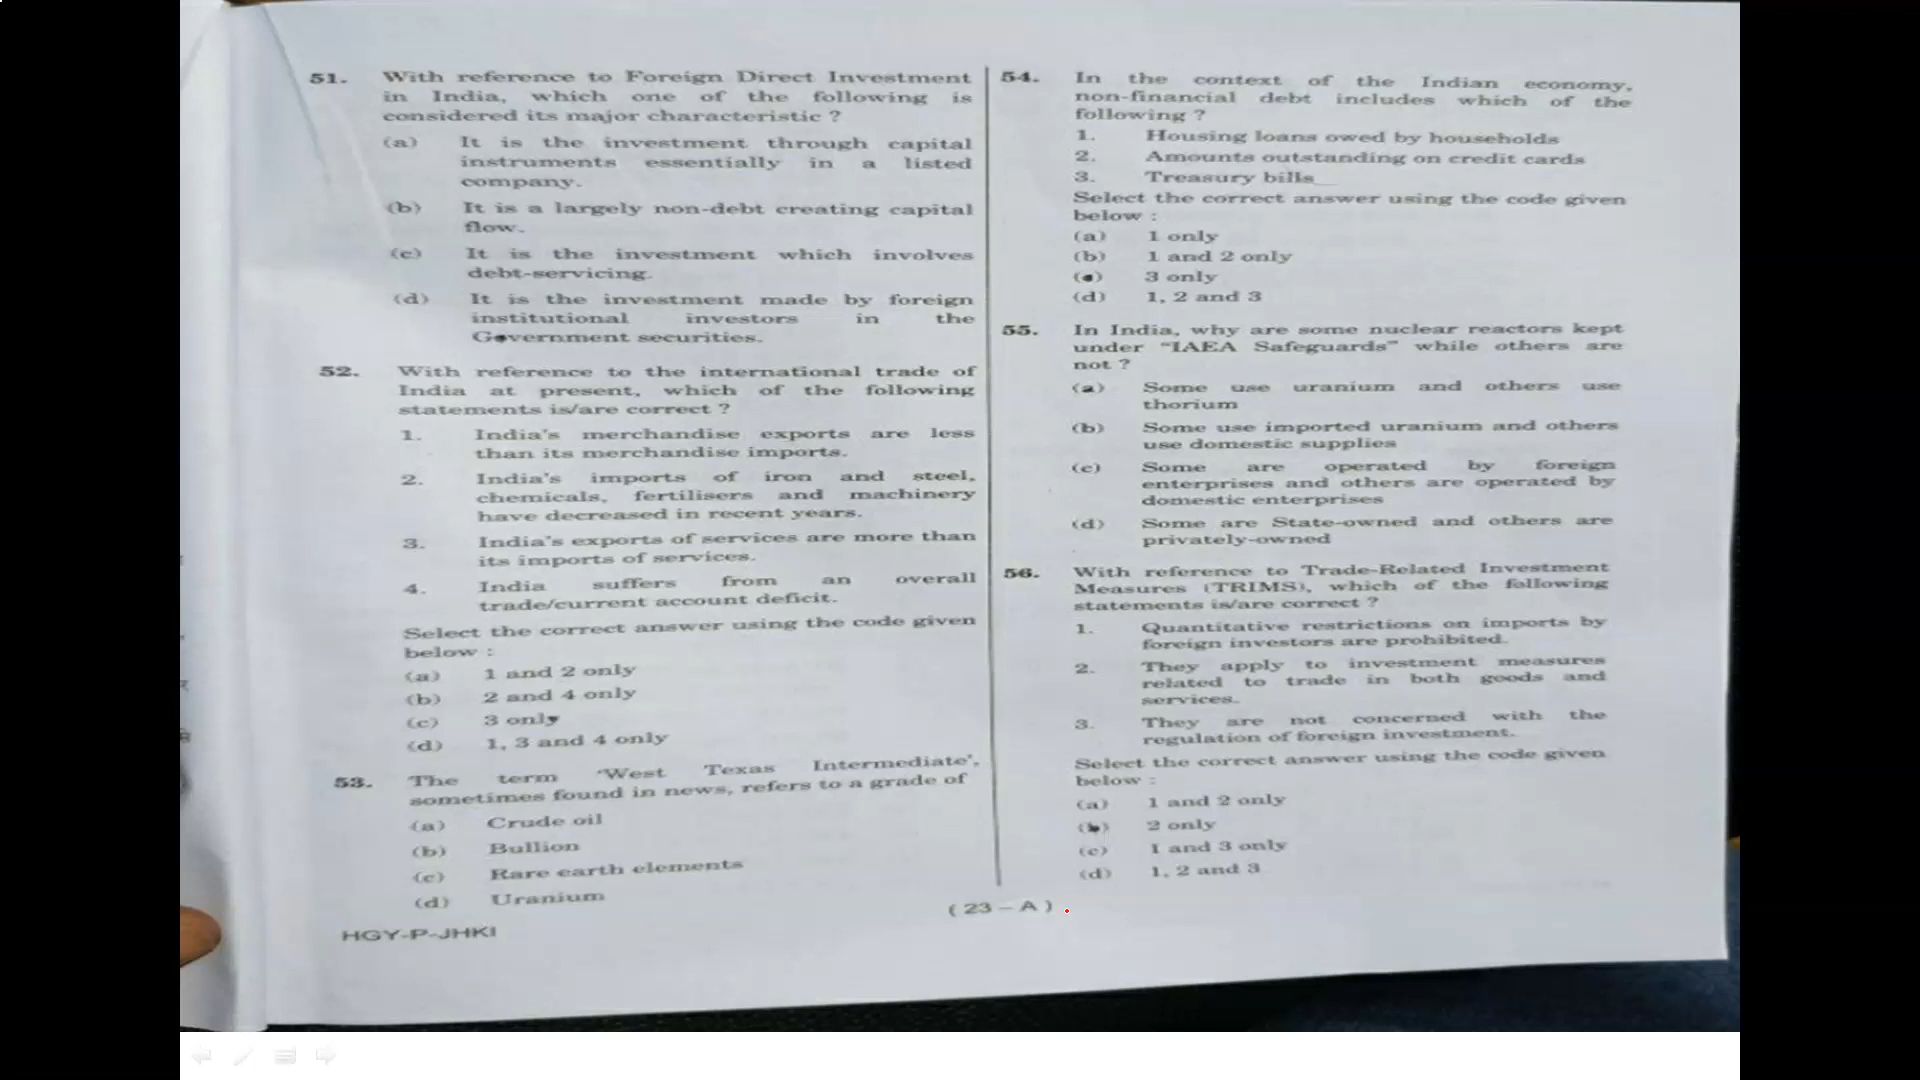 51. With reference to Foreign Direct Investment
in India, which one of the following is
considered its major characteristic ?
(a) It is the investment through capital
instruments essentially in a listed
company.
(b) It is a largely non-debt creating capital
flow.
(c) It is the investment which involves
debt-servicing.
(d) It is the investment made by foreign
institutional investors in the
Government securities.
52. With reference to the international trade of
India at present, which of the following
statements is/are correct ?
1. India's merchandise exports are less
than its merchandise imports.
2. India's imports of iron and steel,
chemicals, fertilisers and machinery
have decreased in recent years.
3. India's exports of services are more than
its imports of services.
4. India suffers from an overall
trade/current account deficit.
Select the correct answer using the code given
below :
(a) 1 and 2 only
(b) 2 and 4 only
(c) 3 only
(d) 1, 3 and 4 only
53. The term 'West Texas Intermediate',
sometimes found in news, refers to a grade of
(a) Crude oil
(b) Bullion
(c) Rare earth elements
(d) Uranium
HGY-P-JHKI
54. In the context of the Indian economy,
non-financial debt includes which of the
following ?
1. Housing loans owed by households
2. Amounts outstanding on credit cards
3. Treasury bills
Select the correct answer using the code given
below :
(a) 1 only
(b) 1 and 2 only
(c) 3 only
(d) 1, 2 and 3
55. In India, why are some nuclear reactors kept
under "IAEA Safeguards" while others are
not ?
(a) Some use uranium and others use
thorium
(b) Some use imported uranium and others
use domestic supplies
(c) Some are operated by foreign
enterprises and others are operated by
domestic enterprises
(d) Some are State-owned and others are
privately-owned
56. With reference to Trade-Related Investment
Measures (TRIMS), which of the following
statements is/are correct ?
1. Quantitative restrictions on imports by
foreign investors are prohibited.
2. They apply to investment measures
related to trade in both goods and
services.
3. They are not concerned with the
regulation of foreign investment.
Select the correct answer using the code given
below :
(a) 1 and 2 only
(b) 2 only
(c) 1 and 3 only
(d) 1, 2 and 3
( 23 – A )